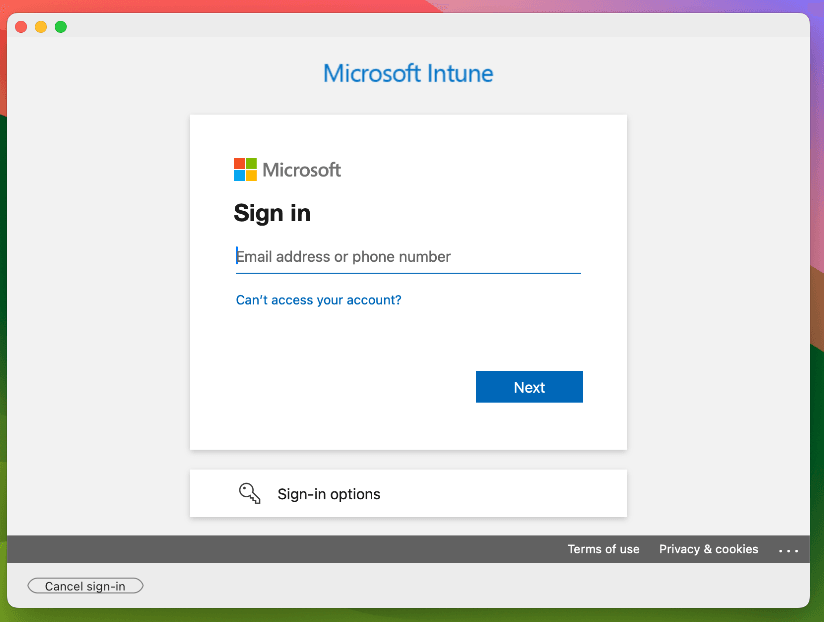 Microsoft Intune
Microsoft
Sign in
Email address or phone number
Can't access your account?
Next
Sign-in options
Terms of use Privacy & cookies ...
Cancel sign-in